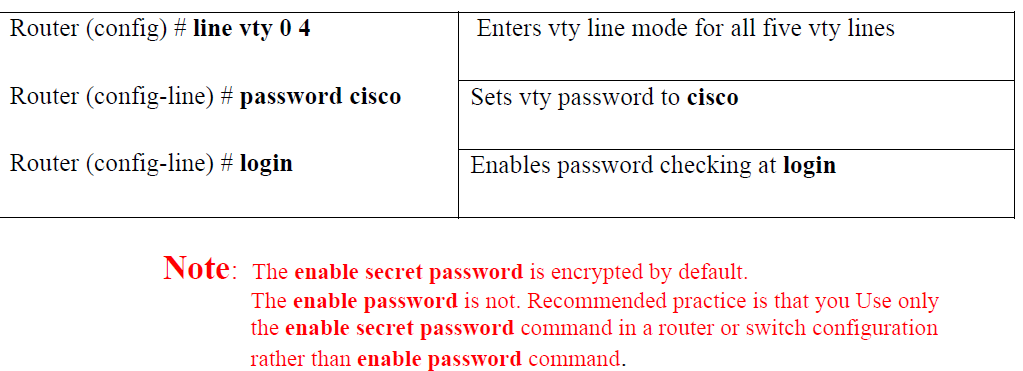 Router (config) # line vty 0 4
Enters vty line mode for all five vty lines
Router (config-line) # password cisco
Sets vty password to cisco
Router (config-line) # login
Enables password checking at login
Note: The enable secret password is encrypted by default.
The enable password is not. Recommended practice is that you Use only
the enable secret password command in a router or switch configuration
rather than enable password command.